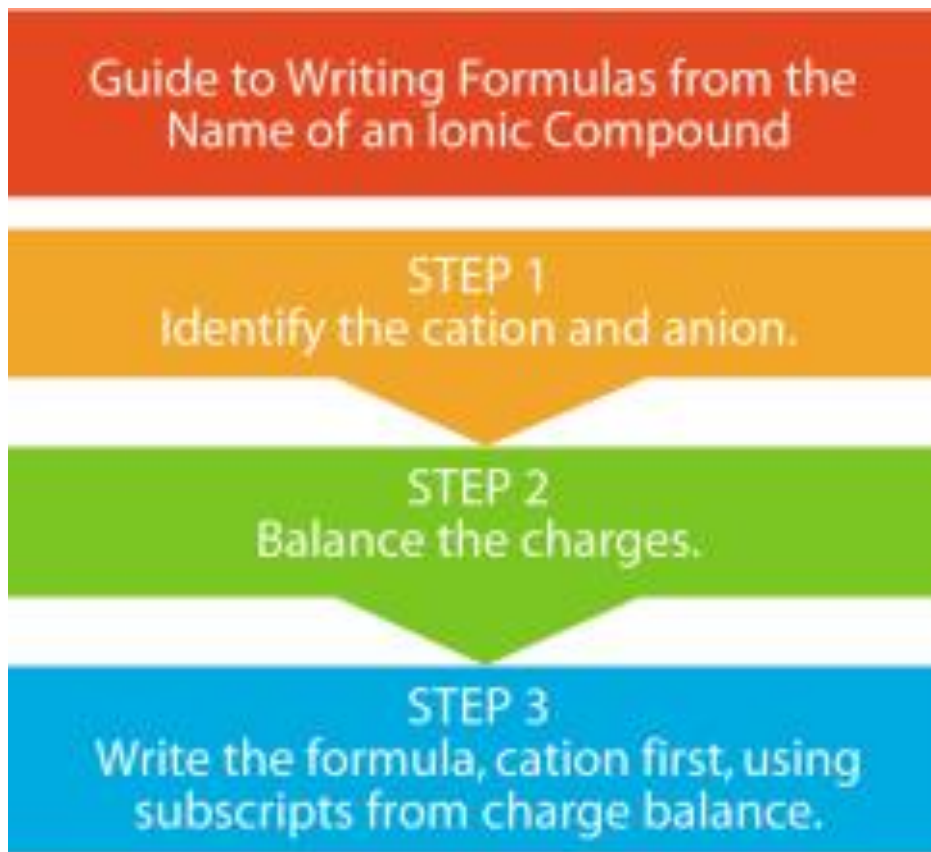 Guide to Writing Formulas from the
Name of an Ionic Compound
STEP 1
Identify the cation and anion.
STEP 2
Balance the charges.
STEP 3
Write the formula, cation first, using
subscripts from charge balance.